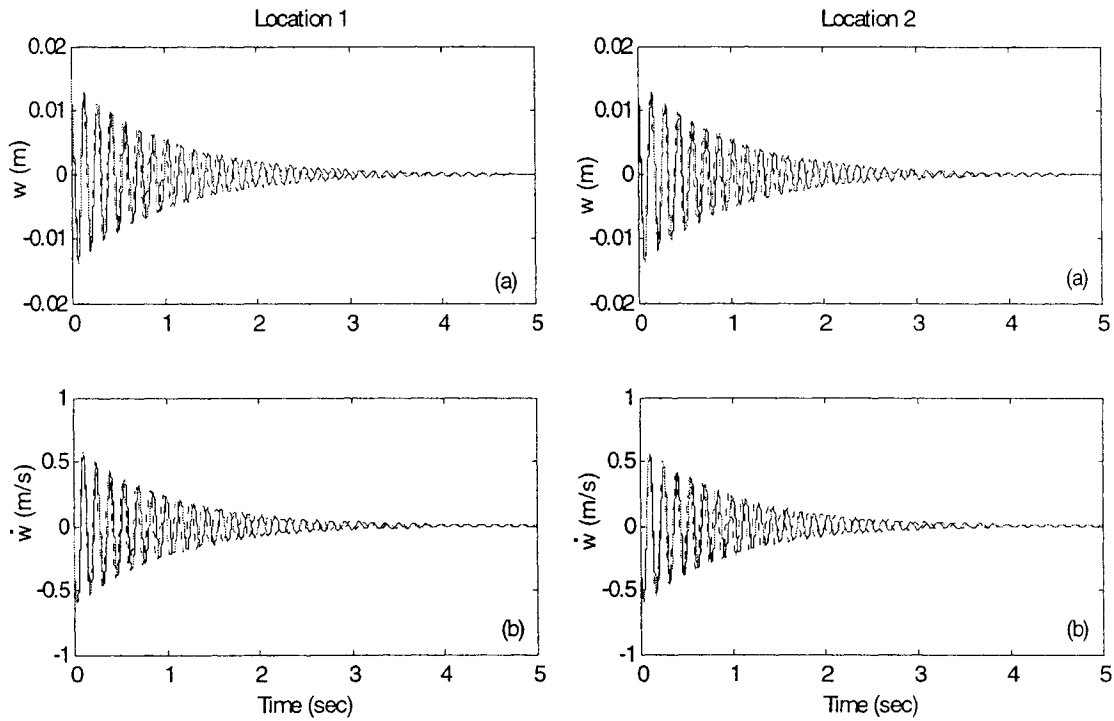 Location 1
0.02
0.01
0
-0.01
-0.02
w (m)
(a)
0 1 2 3 4 5
Location 2
0.02
0.01
0
-0.01
-0.02
w (m)
(a)
0 1 2 3 4 5
1
0.5
0
-0.5
-1
ẇ (m/s)
(b)
0 1 2 3 4 5
Time (sec)
1
0.5
0
-0.5
-1
ẇ (m/s)
(b)
0 1 2 3 4 5
Time (sec)